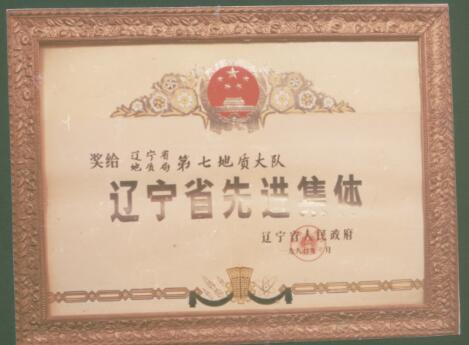 奖给 辽宁省地质局 第七地质大队
辽宁省先进集体
辽宁省人民政府